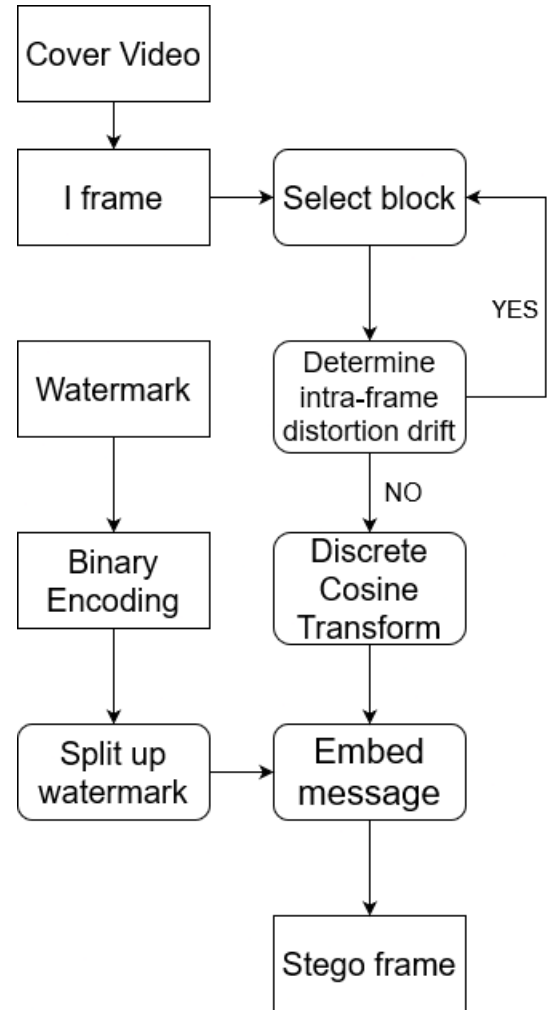 Cover Video
I frame
Select block
YES
Watermark
Determine
intra-frame
distortion drift
NO
Binary
Encoding
Discrete
Cosine
Transform
Split up
watermark
Embed
message
Stego frame